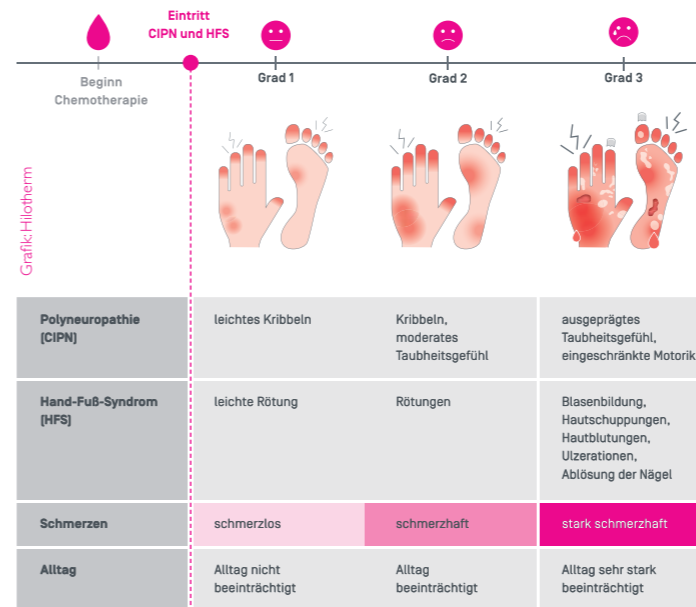 Eintritt
CIPN und HFS
Beginn
Chemotherapie
Grad 1
Grad 2
Grad 3
Grafik: Hilotherm
Polyneuropathie
(CIPN)
leichtes Kribbeln
Kribbeln,
moderates
Taubheitsgefühl
ausgeprägtes
Taubheitsgefühl,
eingeschränkte Motorik
Hand-Fuß-Syndrom
(HFS)
leichte Rötung
Rötungen
Blasenbildung,
Hautschuppungen,
Hautblutungen,
Ulzerationen,
Ablösung der Nägel
Schmerzen
schmerzlos
schmerzhaft
stark schmerzhaft
Alltag
Alltag nicht
beeinträchtigt
Alltag
beeinträchtigt
Alltag sehr stark
beeinträchtigt